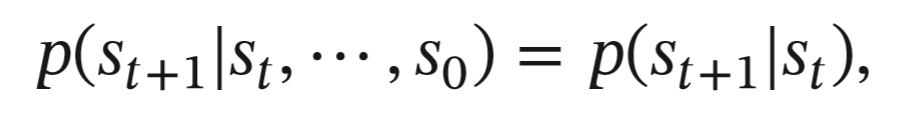 p(s_{t+1}|s_t, ⋯ , s_0) = p(s_{t+1}|s_t),